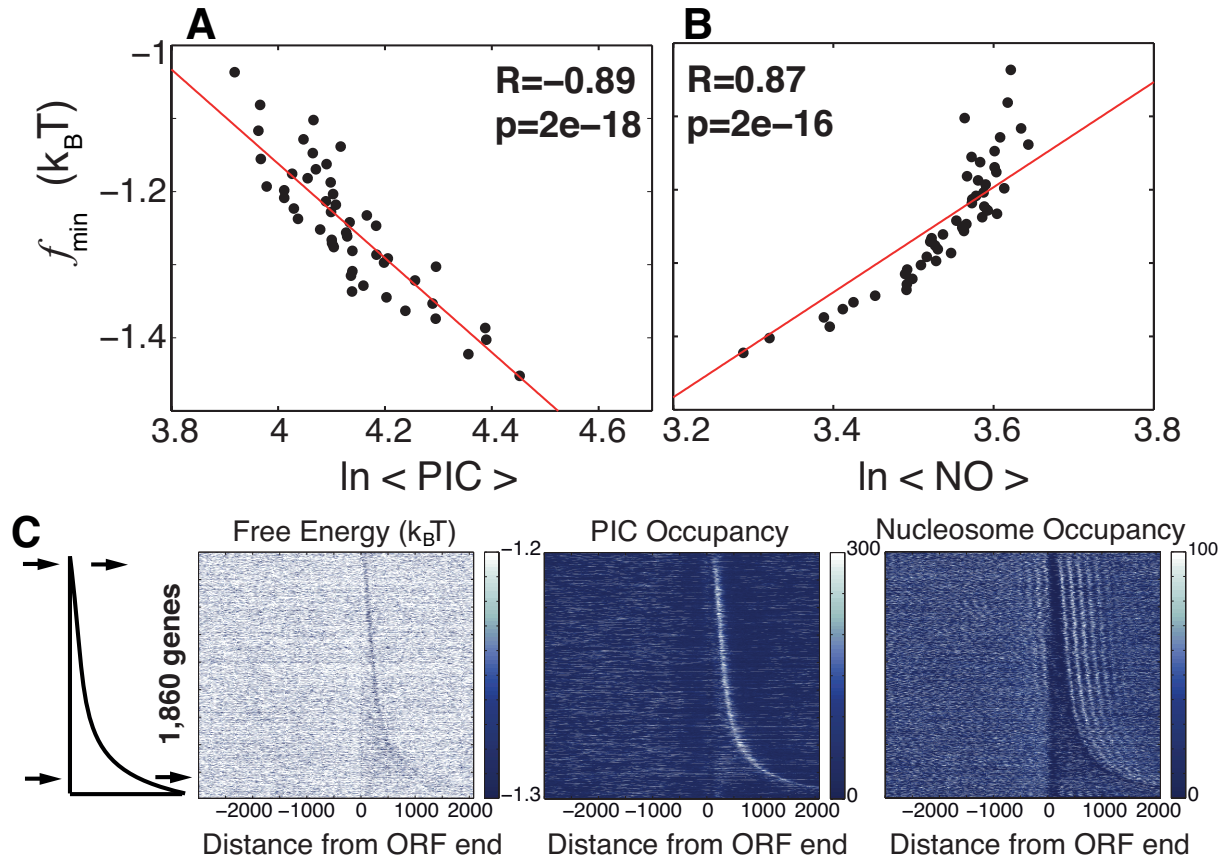 A
B
R=−0.89
p=2e−18
R=0.87
p=2e−16
−1
−1.2
−1.4
fmin (kBT)
3.8 4 4.2 4.4 4.6
3.2 3.4 3.6 3.8
ln < PIC >
ln < NO >
C
1,860 genes
Free Energy (kBT)
−1.2
−1.3
−2000 −1000 0 1000 2000
Distance from ORF end
PIC Occupancy
300
0
−2000 −1000 0 1000 2000
Distance from ORF end
Nucleosome Occupancy
100
0
−2000 −1000 0 1000 2000
Distance from ORF end